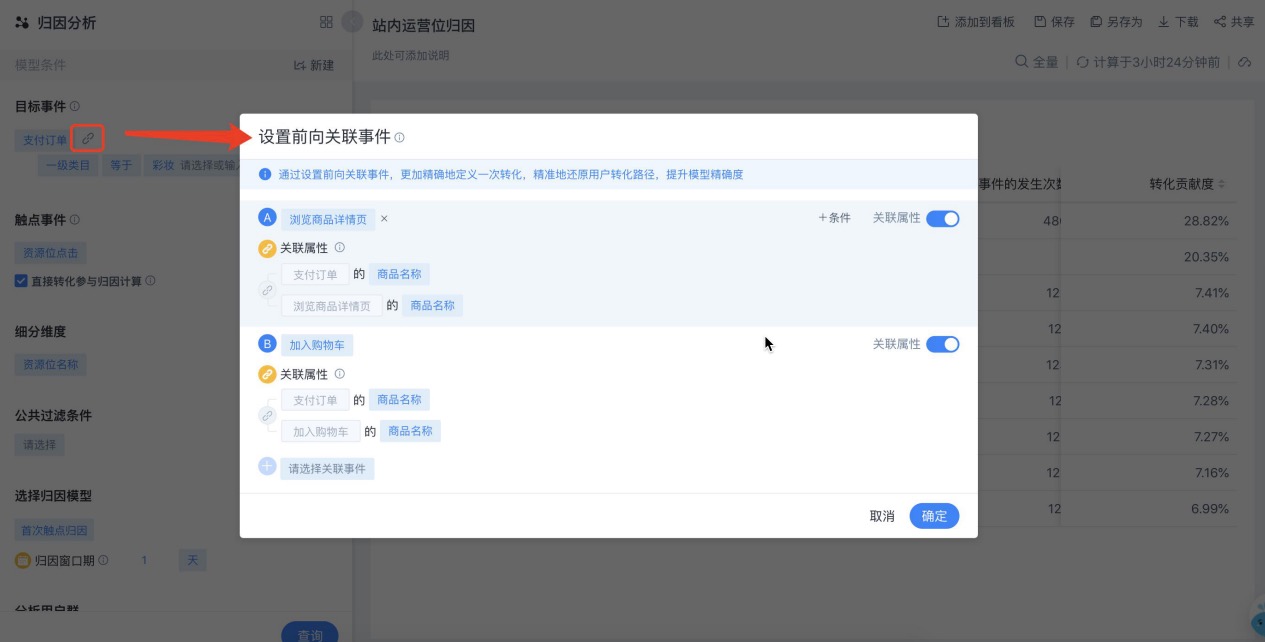 归因分析
站内运营位归因
添加到看板 保存 另存为 下载 共享
此处可添加说明
模型条件 新建
全量 | 计算于3小时24分钟前 |
目标事件
支付订单
一级类目 等于 彩妆 请选择或输
设置前向关联事件
通过设置前向关联事件，更加精确地定义一次转化，精准地还原用户转化路径，提升模型精确度
事件的发生次数 转化贡献度
触点事件
资源位点击
直接转化参与归因计算
A 浏览商品详情页 × +条件 关联属性
48 28.82%
关联属性
20.35%
支付订单 的 商品名称
12 7.41%
浏览商品详情页 的 商品名称
细分维度
资源位名称
12 7.40%
B 加入购物车 关联属性
12 7.31%
关联属性
支付订单 的 商品名称
12 7.28%
公共过滤条件
请选择
加入购物车 的 商品名称
12 7.27%
请选择关联事件
12 7.16%
选择归因模型
首次触点归因
12 6.99%
取消 确定
归因窗口期 1 天
分析用户群
查询